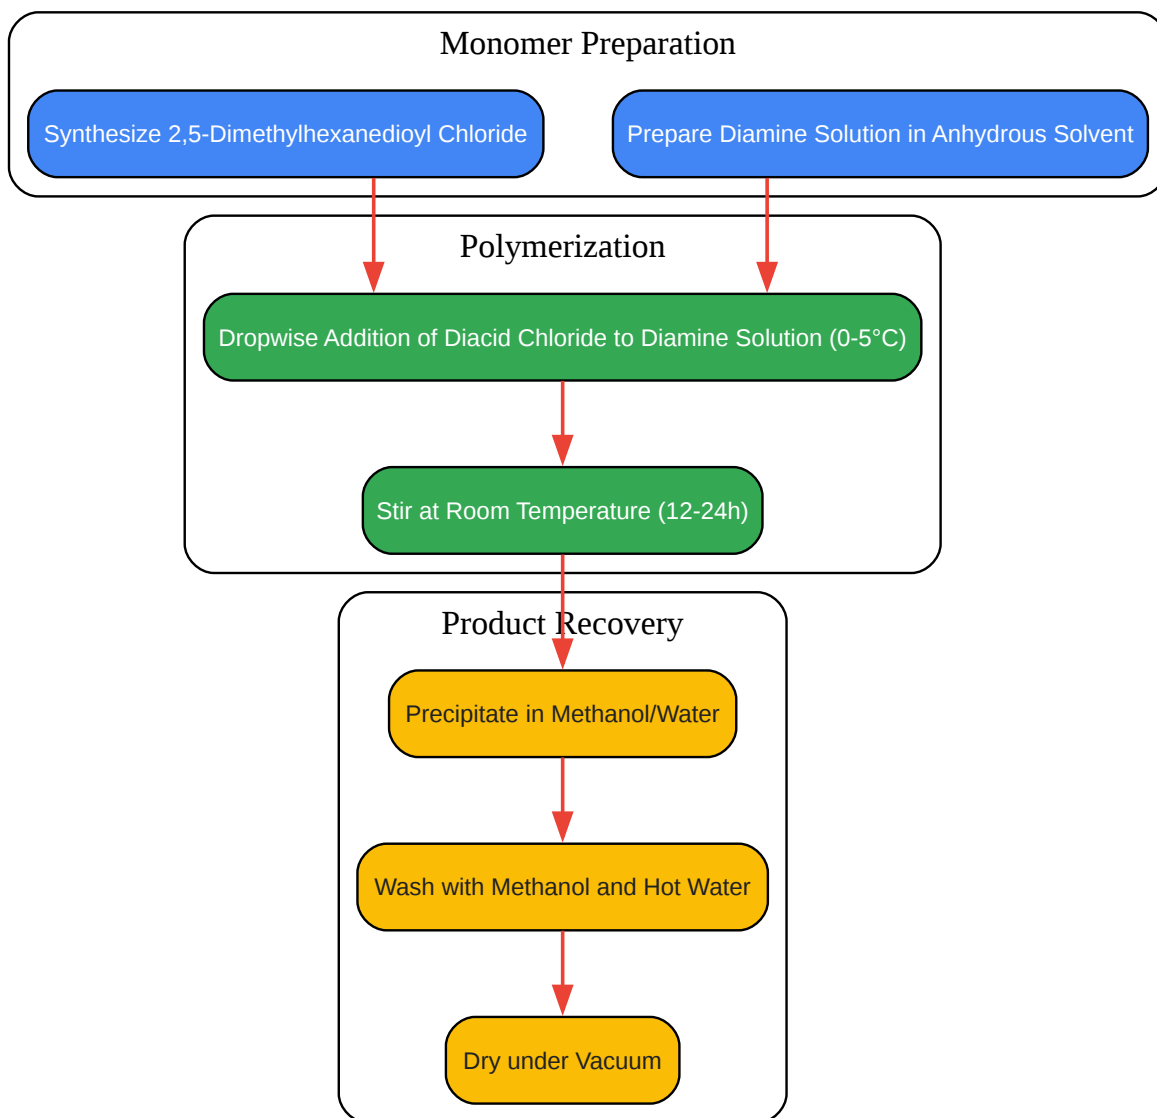 Monomer Preparation
Synthesize 2,5-Dimethylhexanedioyl Chloride
Prepare Diamine Solution in Anhydrous Solvent
Polymerization
Dropwise Addition of Diacid Chloride to Diamine Solution (0-5°C)
Stir at Room Temperature (12-24h)
Product Recovery
Precipitate in Methanol/Water
Wash with Methanol and Hot Water
Dry under Vacuum